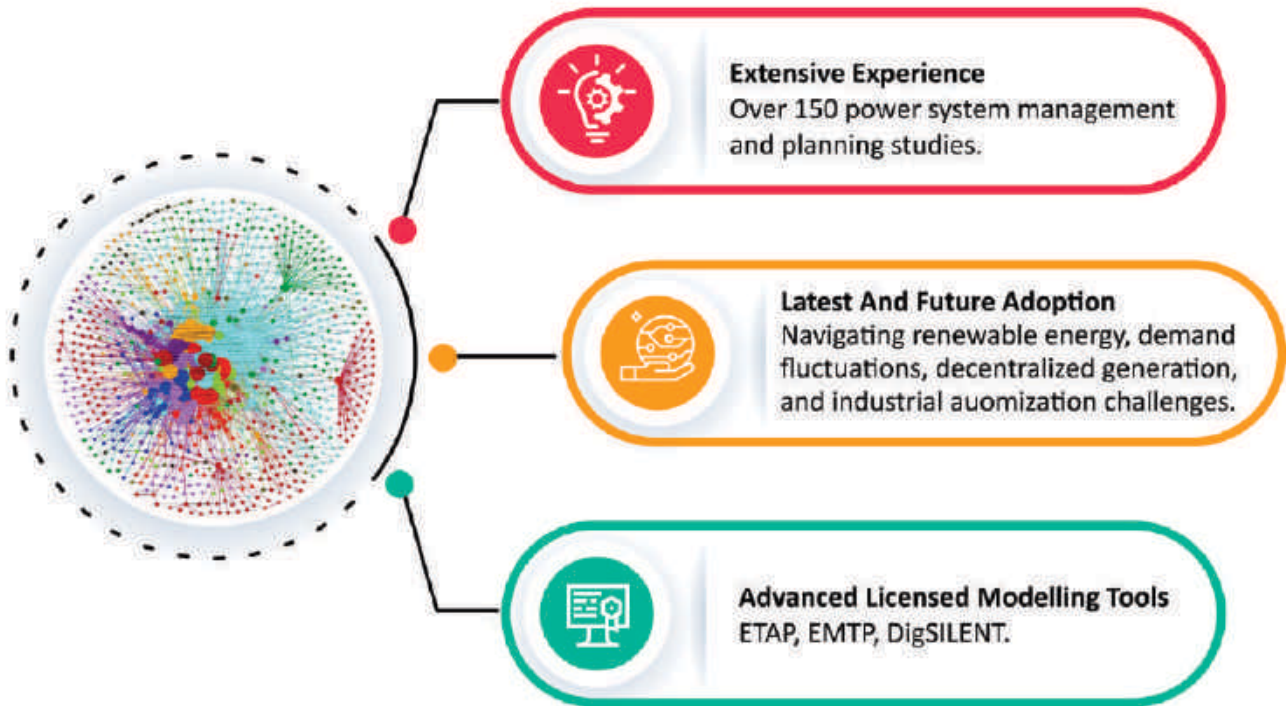 Extensive Experience
Over 150 power system management
and planning studies.
Latest And Future Adoption
Navigating renewable energy, demand
fluctuations, decentralized generation,
and industrial auomization challenges.
Advanced Licensed Modelling Tools
ETAP, EMTP, DigSILENT.